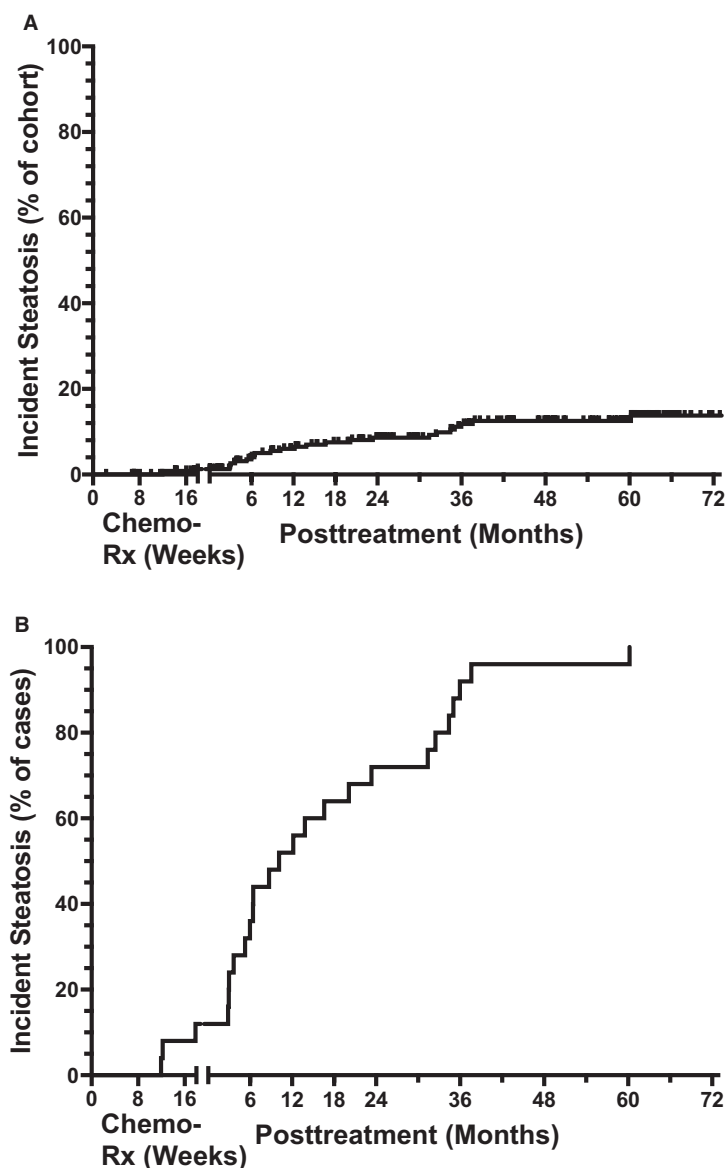 A
Incident Steatosis (% of cohort)
100
80
60
40
20
0
0 8 16 6 12 18 24 36 48 60 72
Chemo-
Rx (Weeks)
Posttreatment (Months)
B
Incident Steatosis (% of cases)
100
80
60
40
20
0
0 8 16 6 12 18 24 36 48 60 72
Chemo-
Rx (Weeks)
Posttreatment (Months)